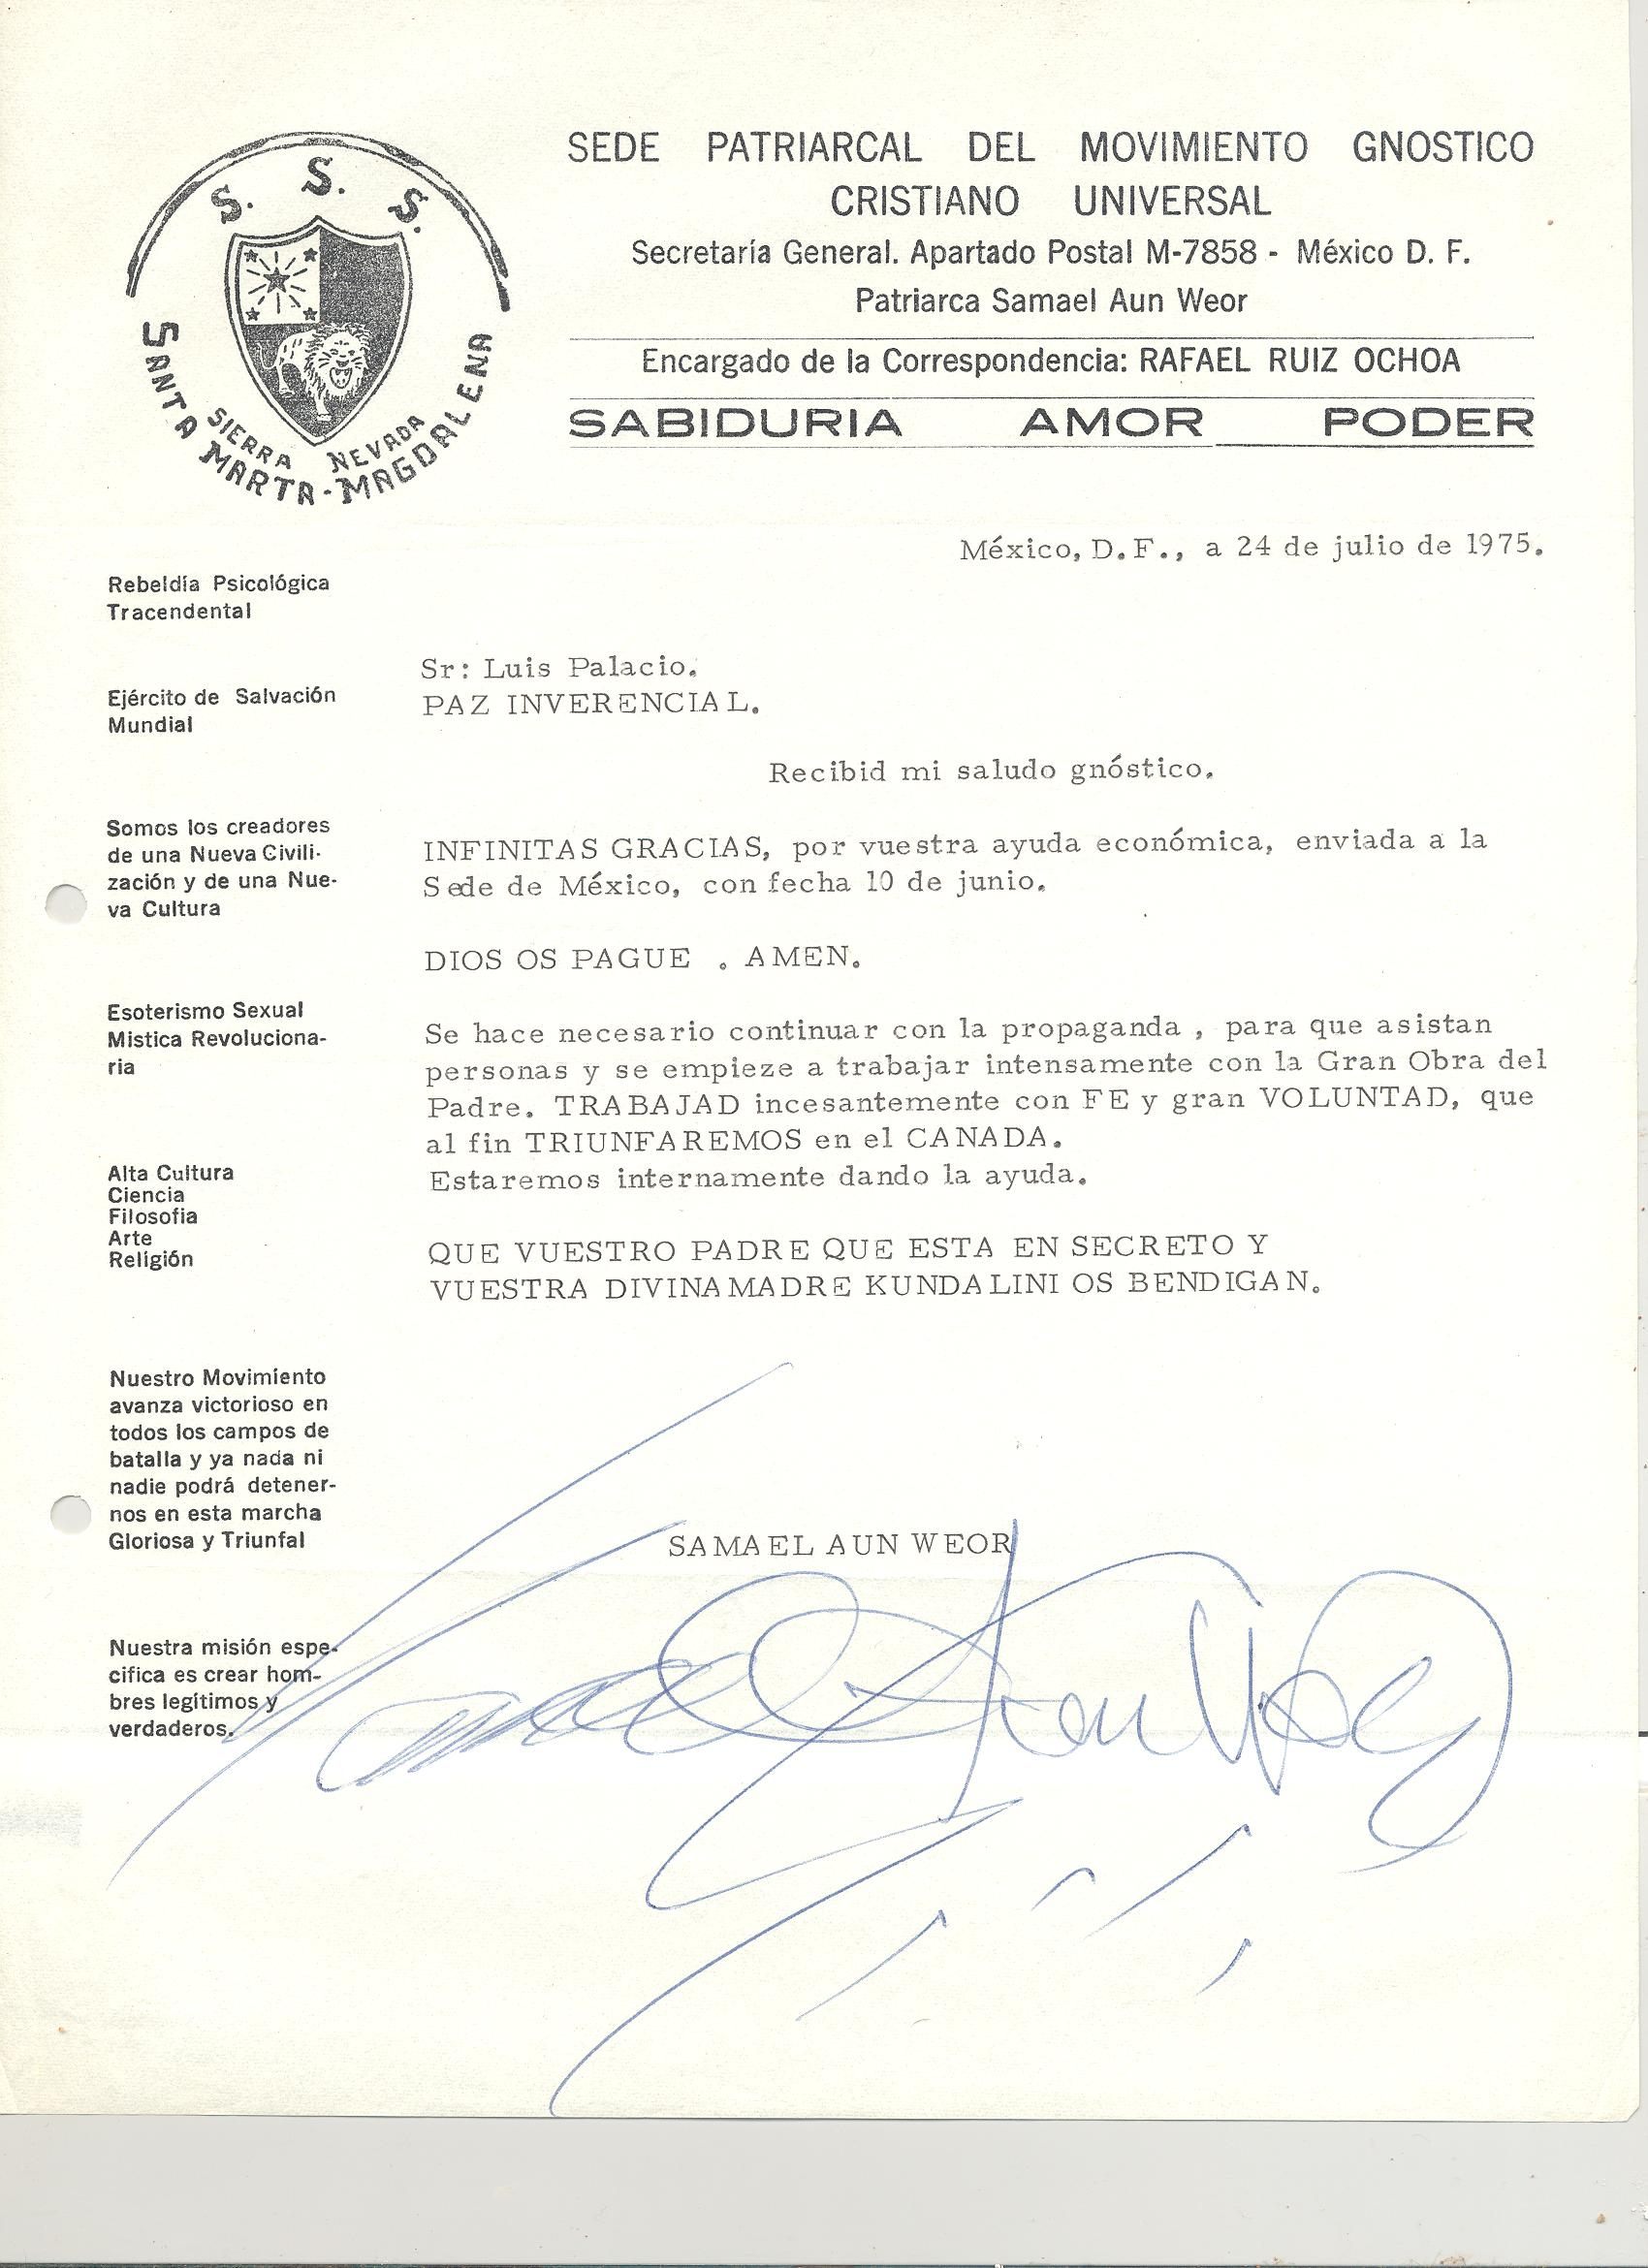 S. S. S.
SANTA MARTA - MAGDALENA
SIERRA NEVADA
SEDE PATRIARCAL DEL MOVIMIENTO GNOSTICO
CRISTIANO UNIVERSAL
Secretaría General. Apartado Postal M-7858 - México D. F.
Patriarca Samael Aun Weor
Encargado de la Correspondencia: RAFAEL RUIZ OCHOA
SABIDURIA AMOR PODER
México, D.F., a 24 de julio de 1975.
Rebeldía Psicológica
Tracendental
Ejército de Salvación
Mundial
Somos los creadores
de una Nueva Civili-
zación y de una Nue-
va Cultura
Esoterismo Sexual
Mistica Revoluciona-
ria
Alta Cultura
Ciencia
Filosofia
Arte
Religión
Nuestro Movimiento
avanza victorioso en
todos los campos de
batalla y ya nada ni
nadie podrá detener-
nos en esta marcha
Gloriosa y Triunfal
Nuestra misión espe-
cifica es crear hom-
bres legítimos y
verdaderos.
Sr: Luis Palacio.
PAZ INVERENCIAL.
Recibid mi saludo gnóstico.
INFINITAS GRACIAS, por vuestra ayuda económica, enviada a la
Sede de México, con fecha 10 de junio.
DIOS OS PAGUE . AMEN.
Se hace necesario continuar con la propaganda , para que asistan
personas y se empieze a trabajar intensamente con la Gran Obra del
Padre. TRABAJAD incesantemente con FE y gran VOLUNTAD, que
al fin TRIUNFAREMOS en el CANADA.
Estaremos internamente dando la ayuda.
QUE VUESTRO PADRE QUE ESTA EN SECRETO Y
VUESTRA DIVINA MADRE KUNDALINI OS BENDIGAN.
SAMAEL AUN WEOR
Samael Aun Weor